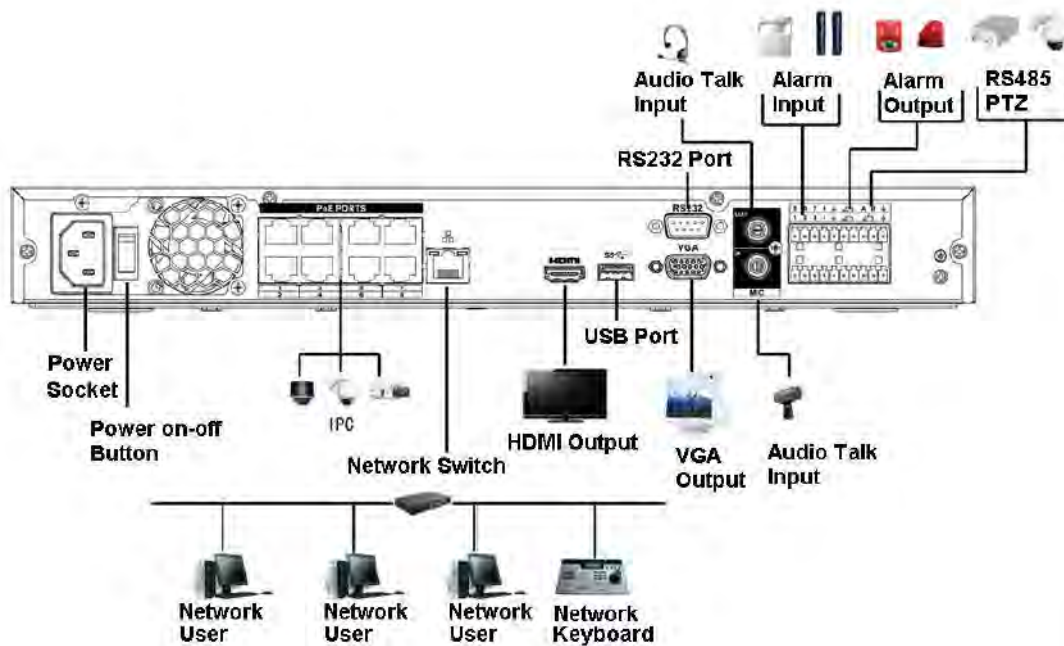 Audio Talk
Input
Alarm
Input
Alarm
Output
RS485
PTZ
RS232 Port
PoE PORTS
RS232
VGA
HDMI
MIC
USB Port
Power
Socket
Power on-off
Button
IPC
Network Switch
HDMI Output
VGA
Output
Audio Talk
Input
Network
User
Network
User
Network
User
Network
Keyboard